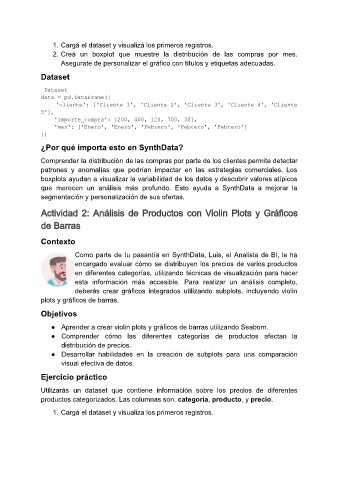 1. Cargá el dataset y visualizá los primeros registros.
2. Creá un boxplot que muestre la distribución de las compras por mes.
Asegurate de personalizar el gráfico con títulos y etiquetas adecuadas.
Dataset
Dataset
data = pd.DataFrame({
'cliente': ['Cliente 1', 'Cliente 2', 'Cliente 3', 'Cliente 4', 'Cliente
5'],
'importe_compra': [200, 450, 120, 700, 30],
'mes': ['Enero', 'Enero', 'Febrero', 'Febrero', 'Febrero']
})
¿Por qué importa esto en SynthData?
Comprender la distribución de las compras por parte de los clientes permite detectar
patrones y anomalías que podrían impactar en las estrategias comerciales. Los
boxplots ayudan a visualizar la variabilidad de los datos y descubrir valores atípicos
que merecen un análisis más profundo. Esto ayuda a SynthData a mejorar la
segmentación y personalización de sus ofertas.
Actividad 2: Análisis de Productos con Violin Plots y Gráficos
de Barras
Contexto
Como parte de tu pasantía en SynthData, Luis, el Analista de BI, te ha
encargado evaluar cómo se distribuyen los precios de varios productos
en diferentes categorías, utilizando técnicas de visualización para hacer
esta información más accesible. Para realizar un análisis completo,
deberás crear gráficos integrados utilizando subplots, incluyendo violin
plots y gráficos de barras.
Objetivos
● Aprender a crear violin plots y gráficos de barras utilizando Seaborn.
● Comprender cómo las diferentes categorías de productos afectan la
distribución de precios.
● Desarrollar habilidades en la creación de subplots para una comparación
visual efectiva de datos.
Ejercicio práctico
Utilizarás un dataset que contiene información sobre los precios de diferentes
productos categorizados. Las columnas son: categoría, producto, y precio.
1. Cargá el dataset y visualiza los primeros registros.